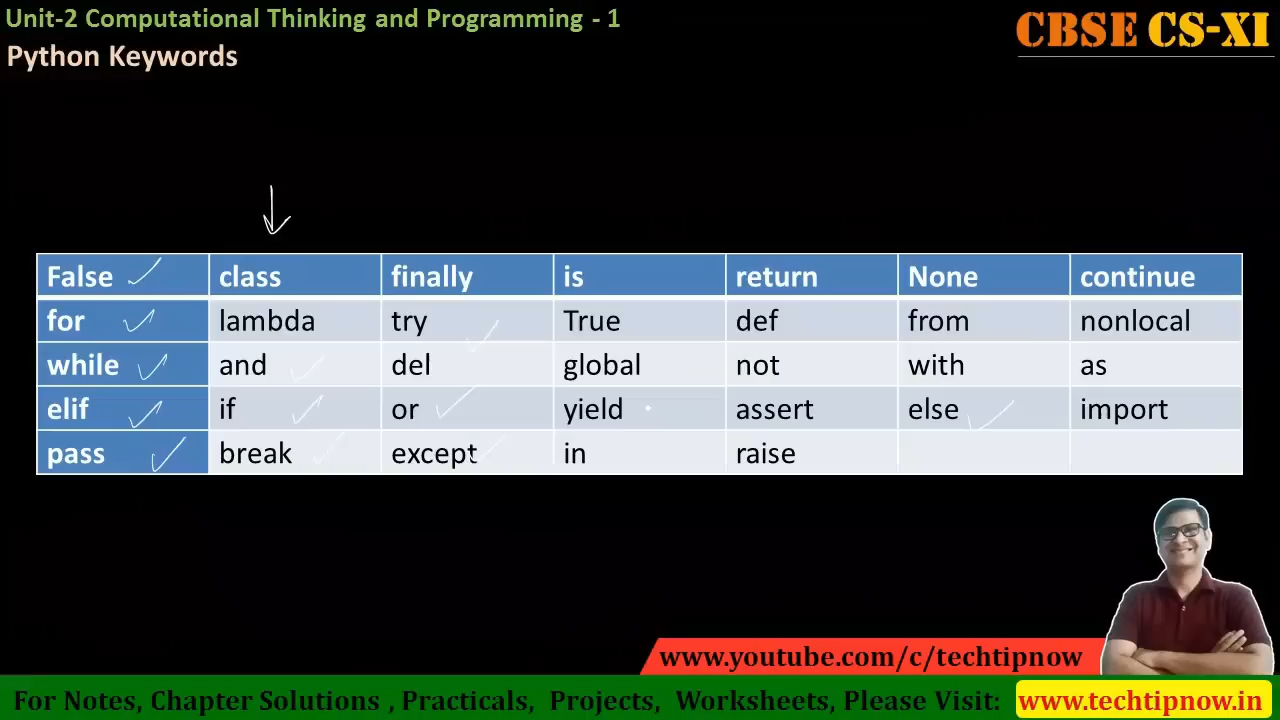 Unit-2 Computational Thinking and Programming - 1
CBSE CS-XI
Python Keywords
False class finally is return None continue
for lambda try True def from nonlocal
while and del global not with as
elif if or yield assert else import
pass break except in raise
www.youtube.com/c/techtipnow
For Notes, Chapter Solutions , Practicals, Projects, Worksheets, Please Visit: www.techtipnow.in